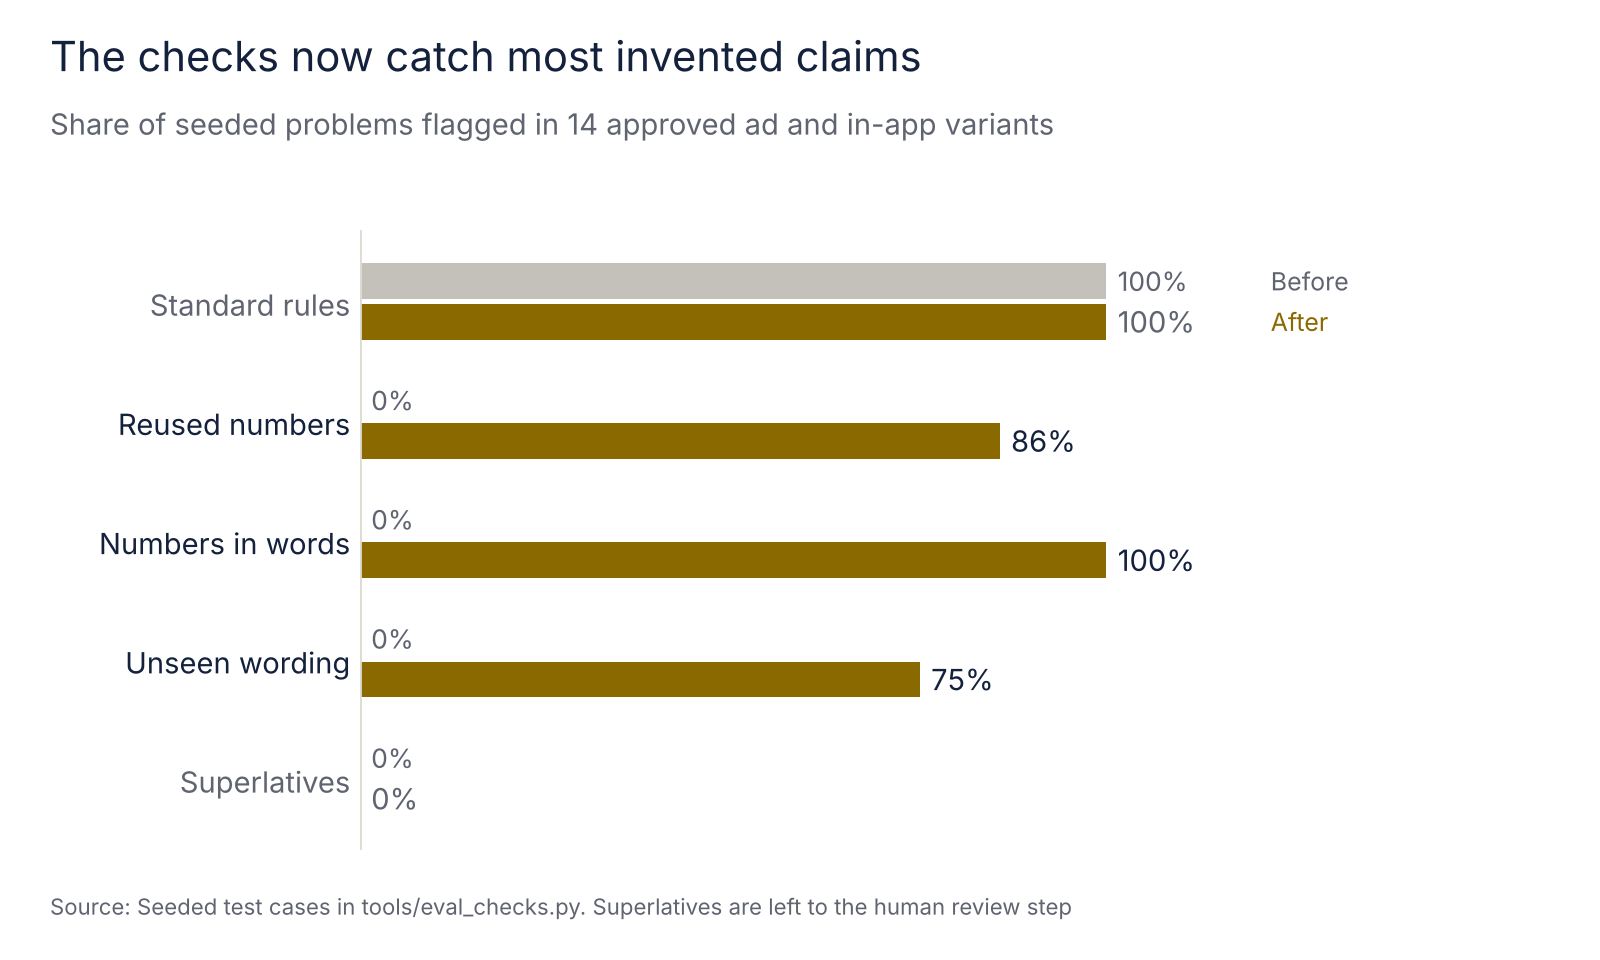 The checks now catch most invented claims
Share of seeded problems flagged in 14 approved ad and in-app variants
Standard rules
100%
Before
100%
After
Reused numbers
0%
86%
Numbers in words
0%
100%
Unseen wording
0%
75%
Superlatives
0%
0%
Source: Seeded test cases in tools/eval_checks.py. Superlatives are left to the human review step